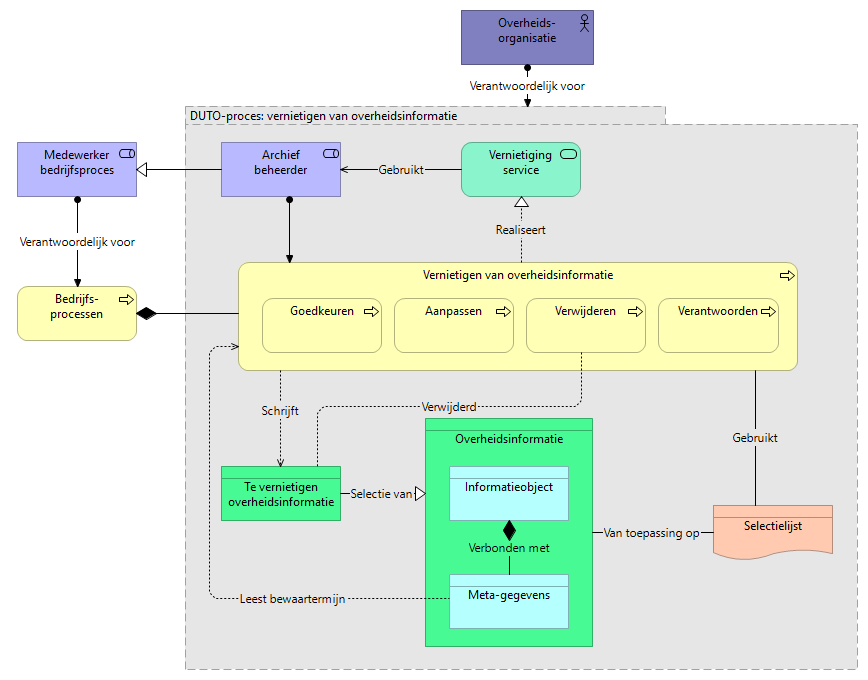 Overheids-
organisatie
Verantwoordelijk voor
DUTO-proces: vernietigen van overheidsinformatie
Medewerker
bedrijfsproces
Archief
beheerder
Gebruikt
Vernietiging
service
Verantwoordelijk voor
Realiseert
Bedrijfs-
processen
Vernietigen van overheidsinformatie
Goedkeuren
Aanpassen
Verwijderen
Verantwoorden
Schrijft
Verwijderd
Gebruikt
Overheidsinformatie
Te vernietigen
overheidsinformatie
Selectie van
Informatieobject
Selectielijst
Van toepassing op
Verbonden met
Meta-gegevens
Leest bewaartermijn